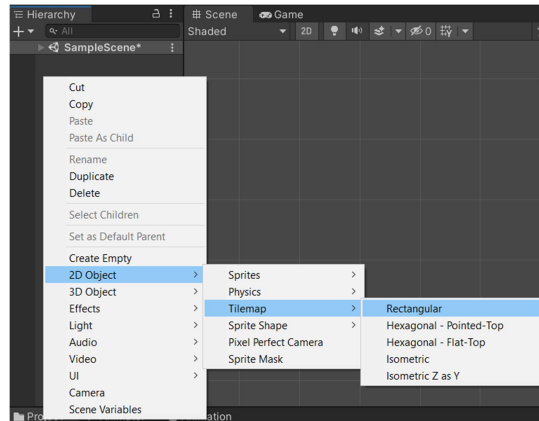 Hierarchy
Scene Game
All
Shaded 2D 0
SampleScene*
Cut
Copy
Paste
Paste As Child
Rename
Duplicate
Delete
Select Children
Set as Default Parent
Create Empty
2D Object
3D Object
Effects
Light
Audio
Video
UI
Camera
Scene Variables
Sprites
Physics
Tilemap
Sprite Shape
Pixel Perfect Camera
Sprite Mask
Rectangular
Hexagonal - Pointed-Top
Hexagonal - Flat-Top
Isometric
Isometric Z as Y